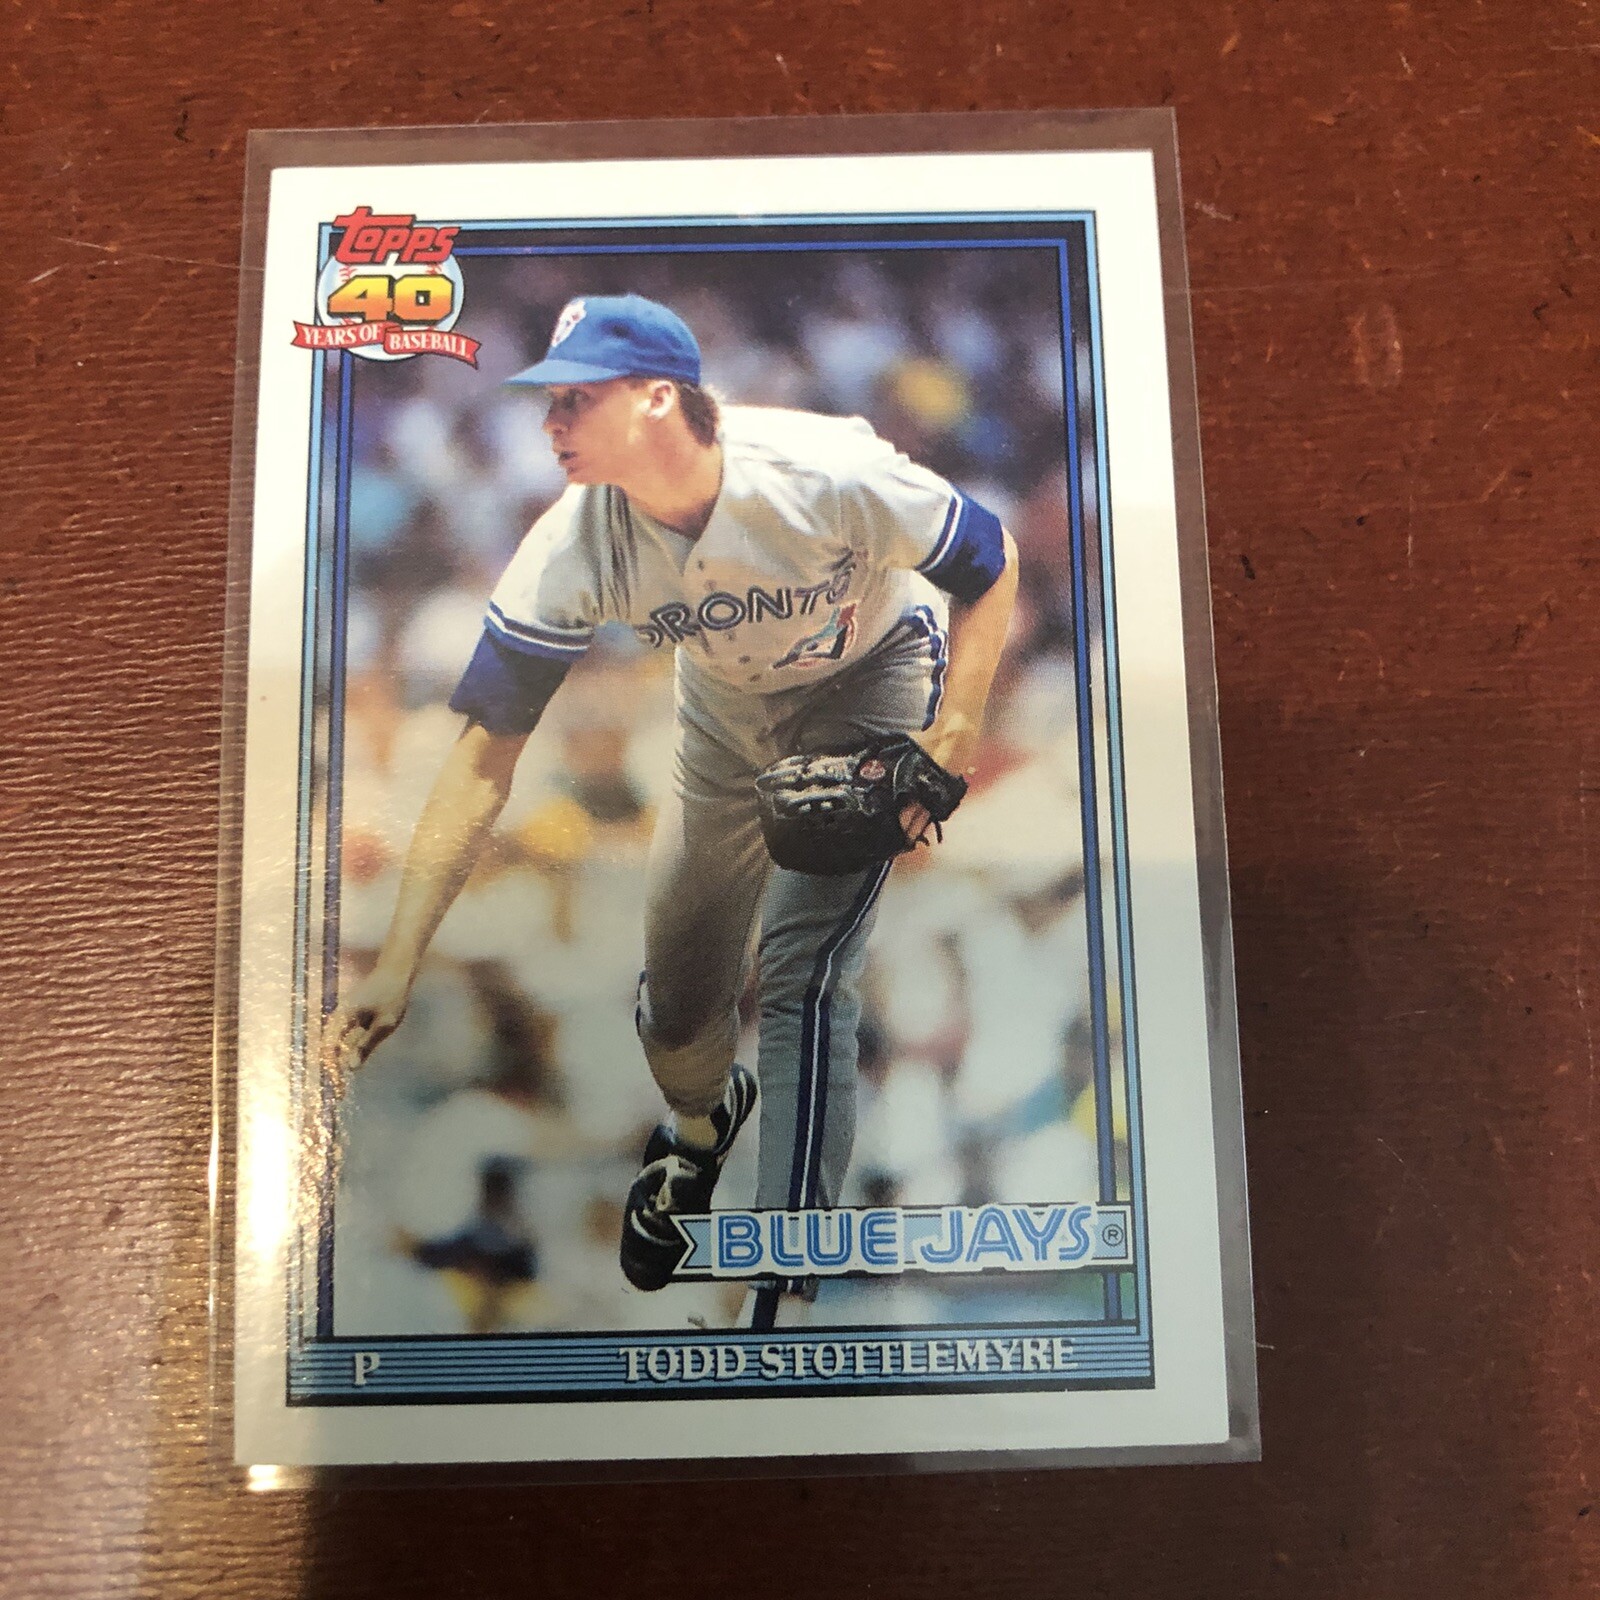 topps
40
YEARS OF BASEBALL
TORONTO
BLUE JAYS®
P TODD STOTTLEMYRE